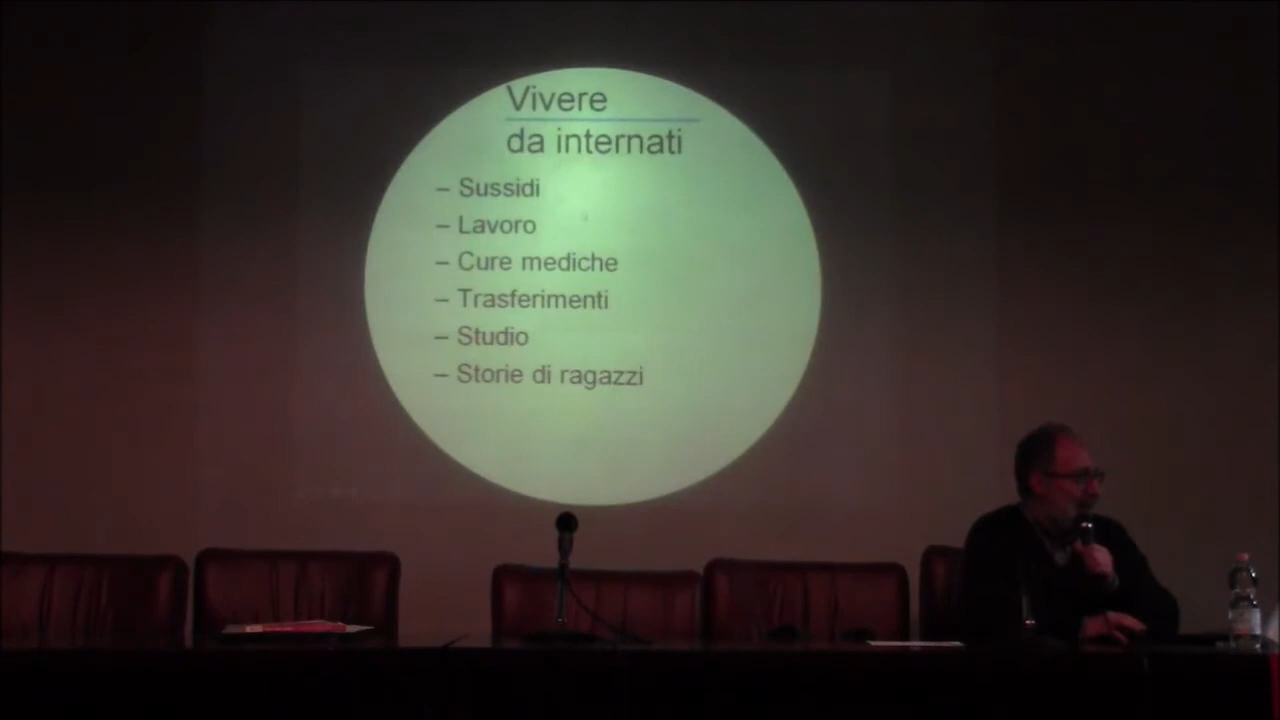 Vivere
da internati
– Sussidi
– Lavoro
– Cure mediche
– Trasferimenti
– Studio
– Storie di ragazzi